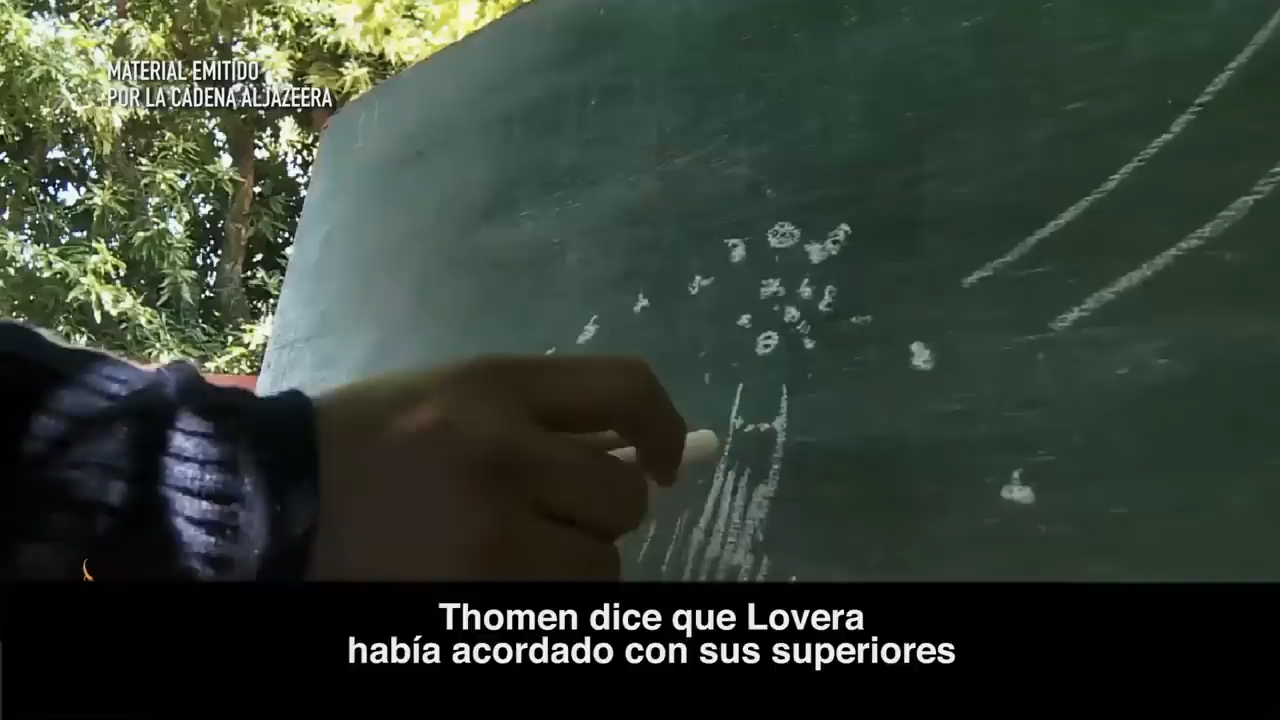 MATERIAL EMITIDO
POR LA CADENA ALJAZEERA
Thomen dice que Lovera
había acordado con sus superiores